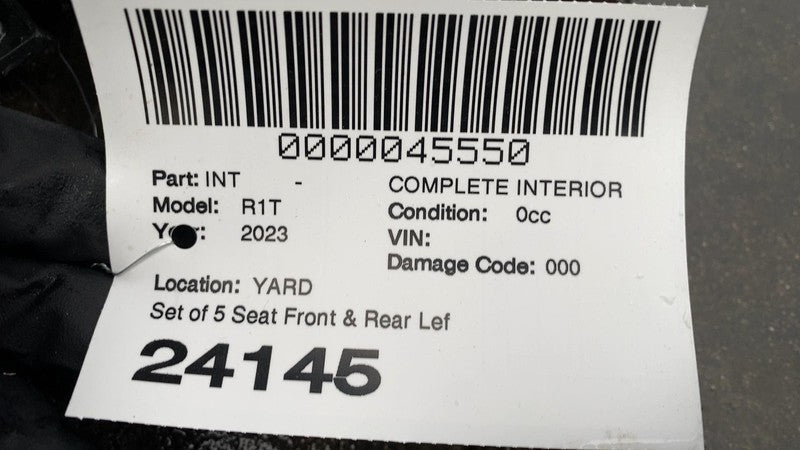 0000045550
Part: INT - COMPLETE INTERIOR
Model: R1T Condition: 0cc
Year: 2023 VIN:
Damage Code: 000
Location: YARD
Set of 5 Seat Front & Rear Lef
24145